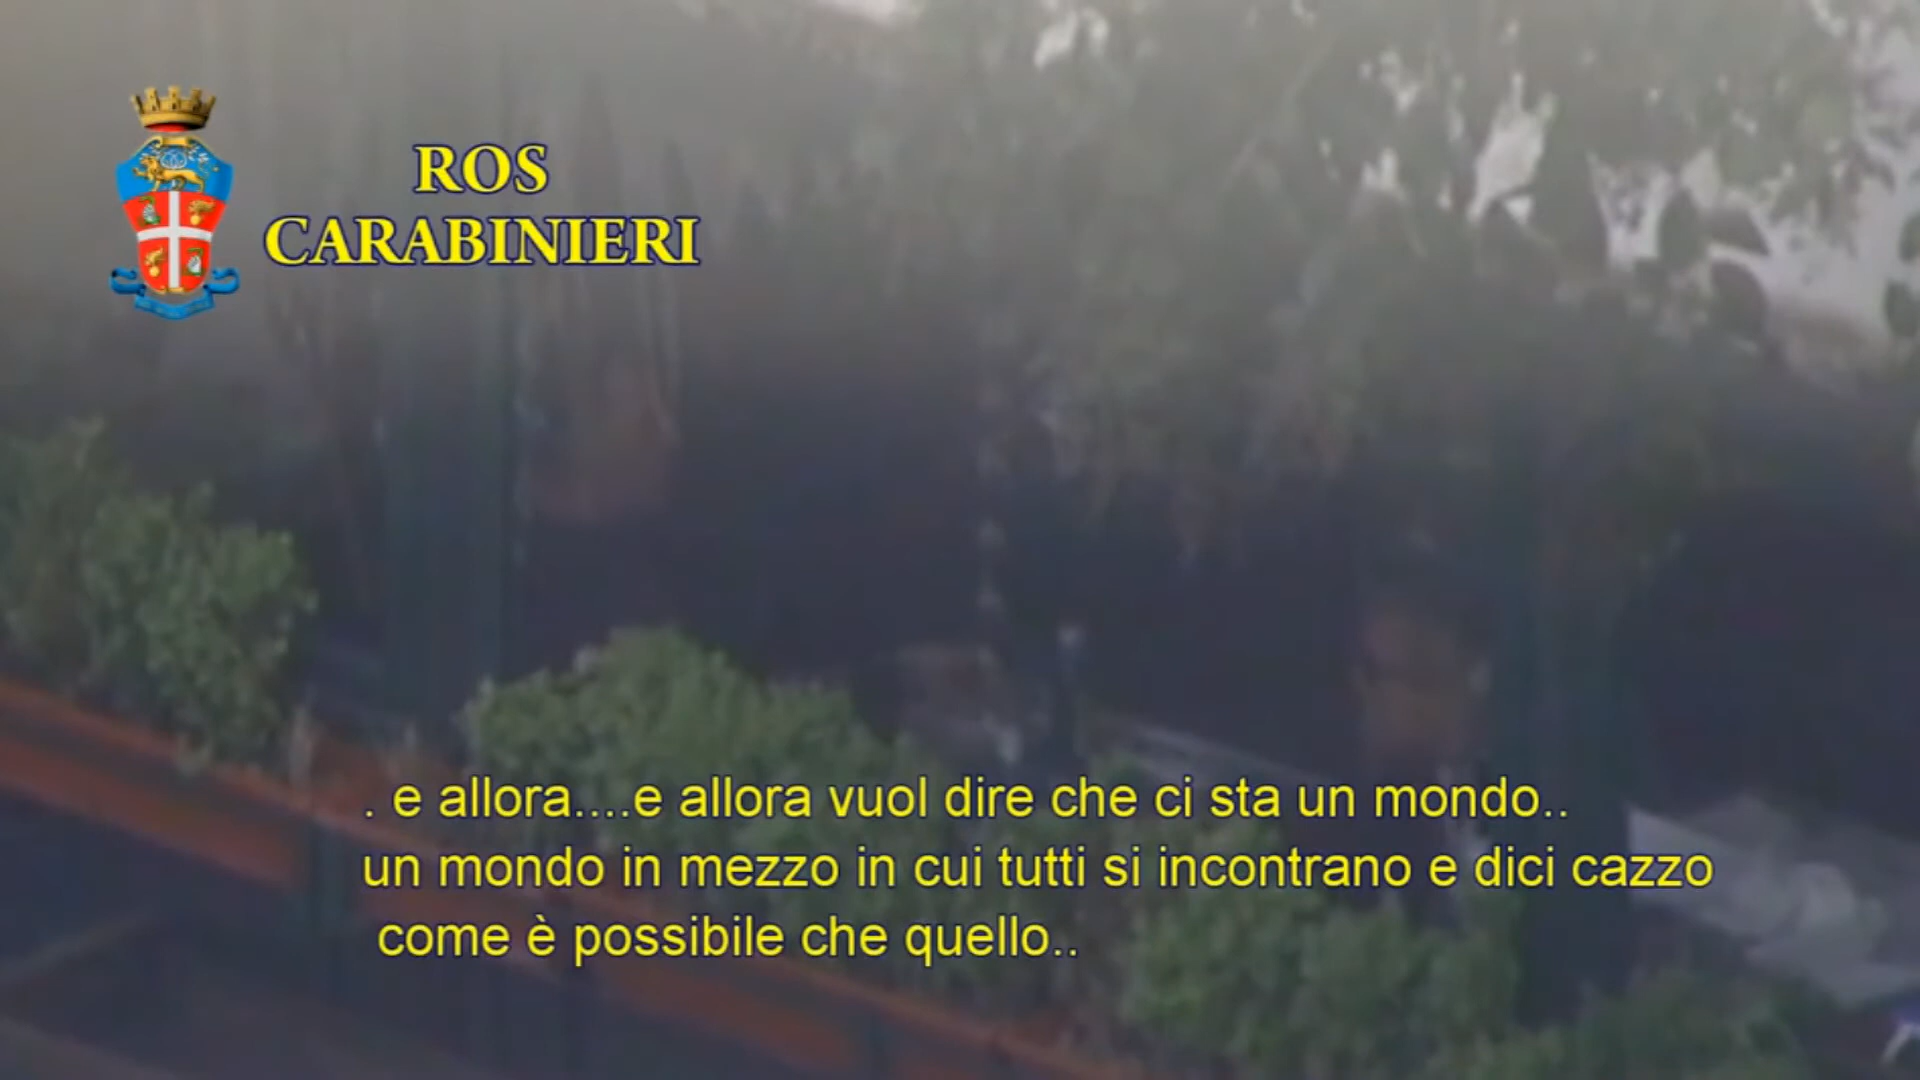 ROS
CARABINIERI
. e allora....e allora vuol dire che ci sta un mondo..
un mondo in mezzo in cui tutti si incontrano e dici cazzo
come è possibile che quello..